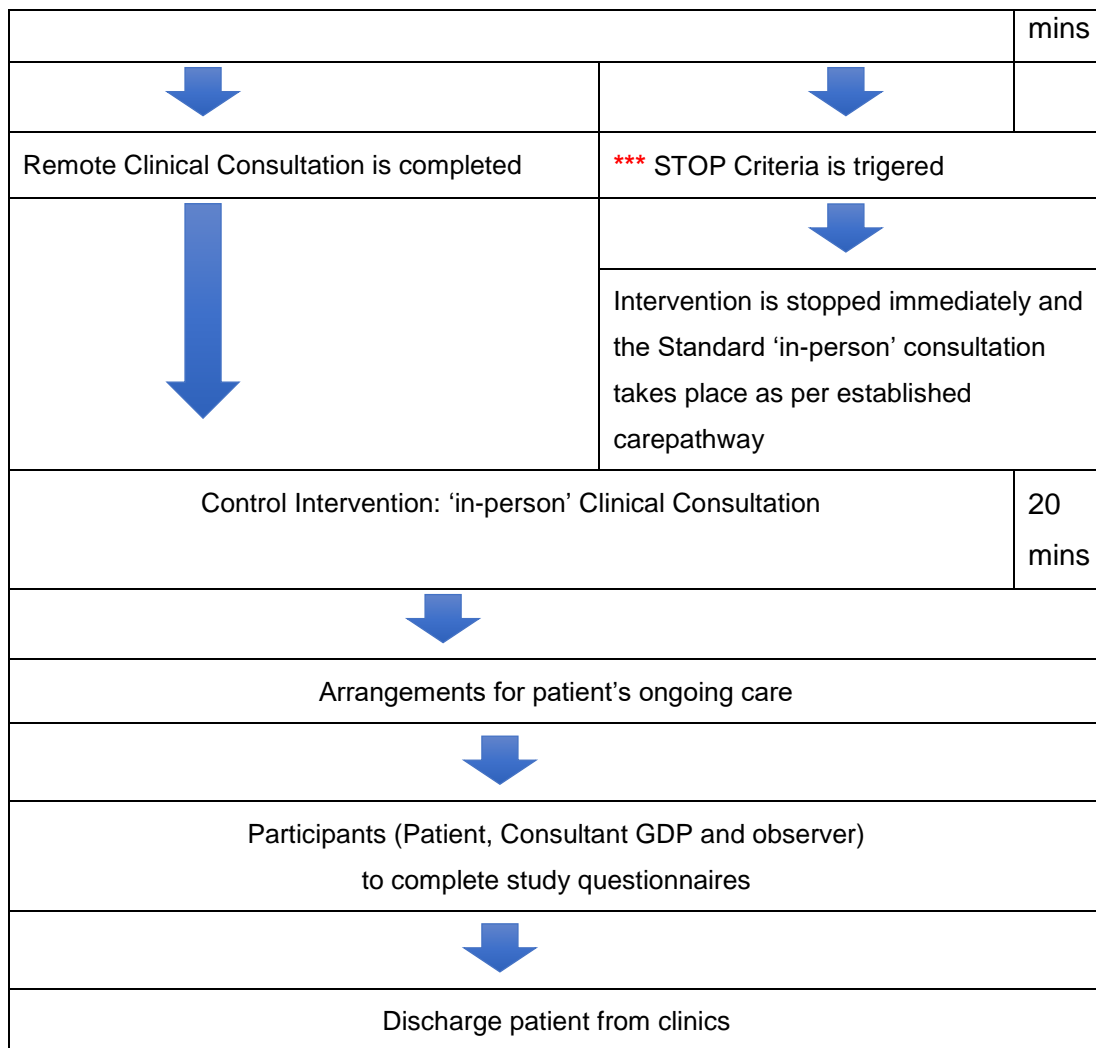 mins
Remote Clinical Consultation is completed
*** STOP Criteria is trigered
Intervention is stopped immediately and
the Standard ‘in-person’ consultation
takes place as per established
carepathway
Control Intervention: ‘in-person’ Clinical Consultation
20
mins
Arrangements for patient’s ongoing care
Participants (Patient, Consultant GDP and observer)
to complete study questionnaires
Discharge patient from clinics